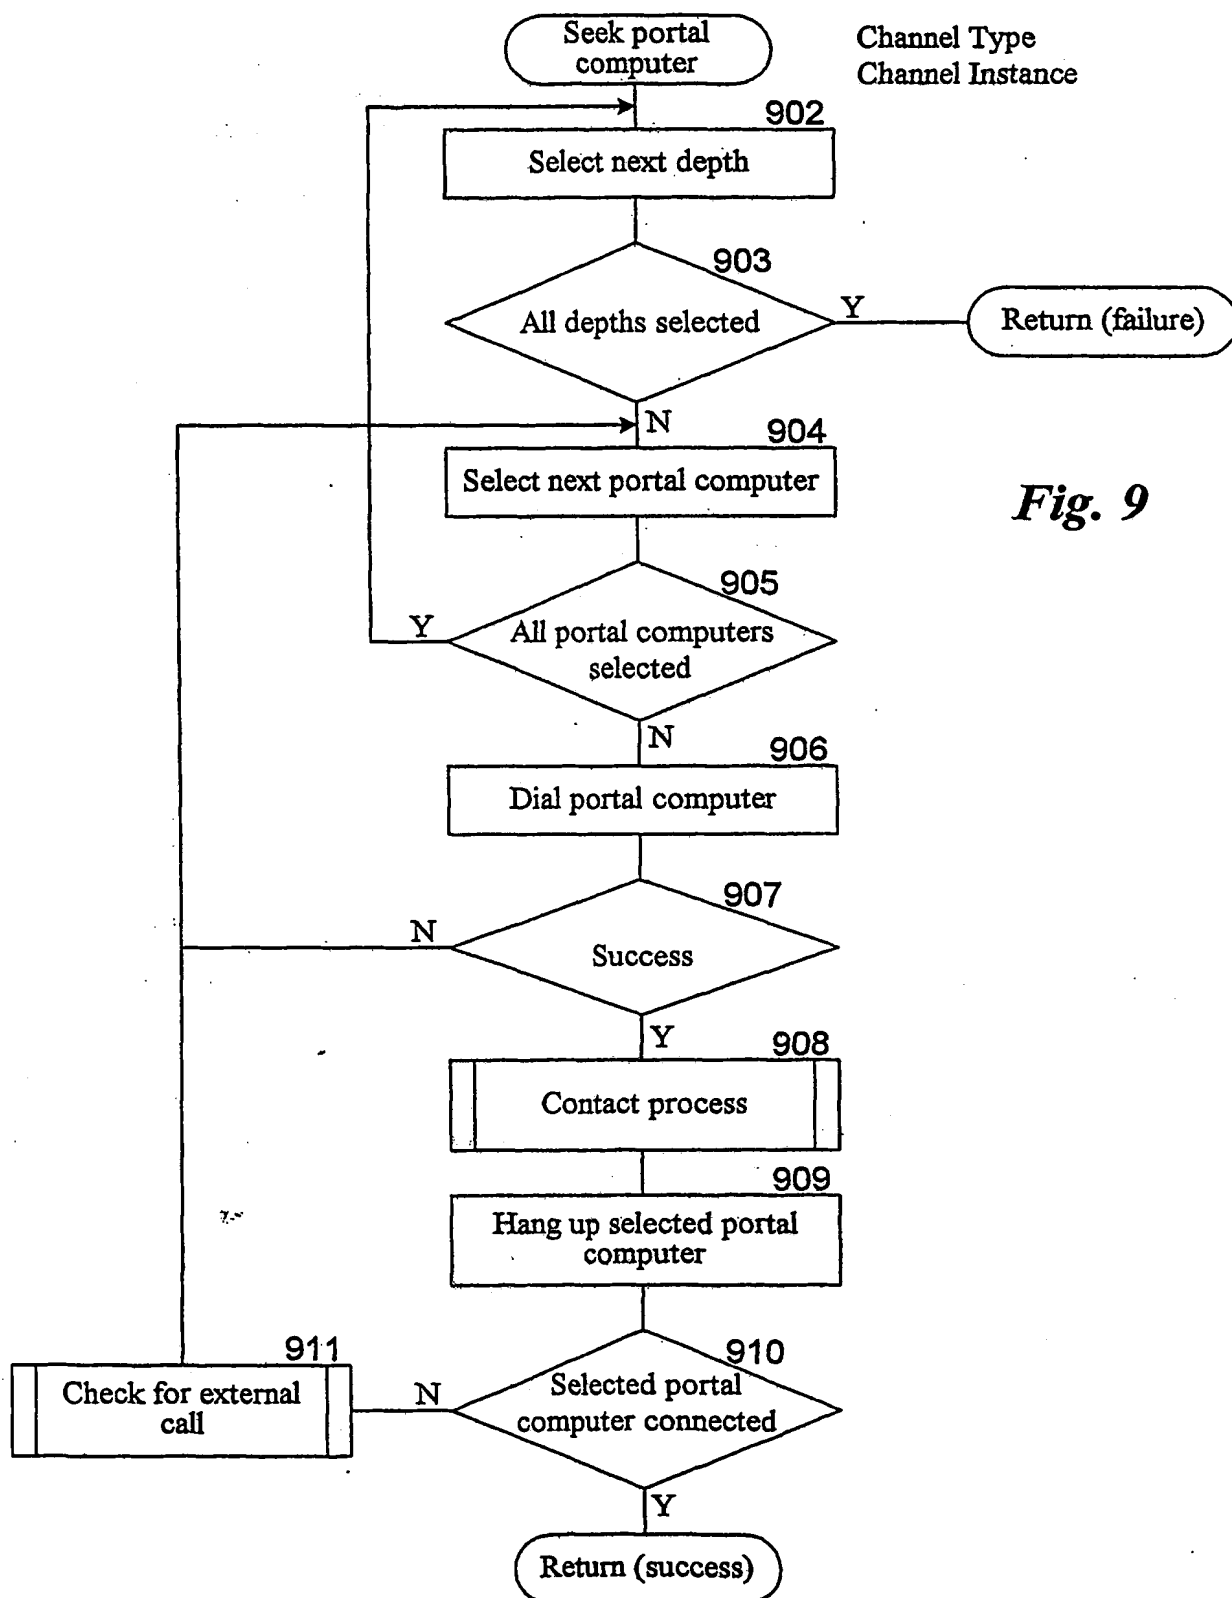 Seek portal
computer
Channel Type
Channel Instance
902
Select next depth
903
All depths selected
Y
Return (failure)
N
904
Select next portal computer
Fig. 9
905
Y
All portal computers
selected
N
906
Dial portal computer
907
N
Success
Y
908
Contact process
909
Hang up selected portal
computer
911
910
Check for external
call
N
Selected portal
computer connected
Y
Return (success)